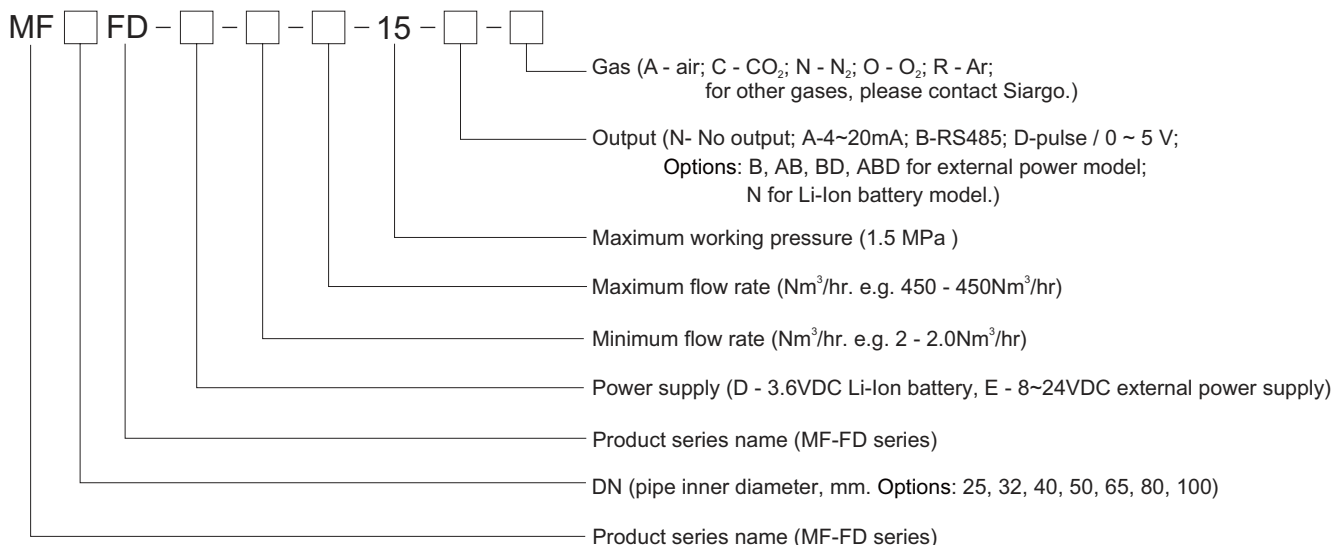 MF □ FD - □ - □ - □ - 15 - □ - □
Gas (A - air; C - CO₂; N - N₂; O - O₂; R - Ar;
for other gases, please contact Siargo.)
Output (N- No output; A-4~20mA; B-RS485; D-pulse / 0 ~ 5 V;
Options: B, AB, BD, ABD for external power model;
N for Li-Ion battery model.)
Maximum working pressure (1.5 MPa )
Maximum flow rate (Nm³/hr. e.g. 450 - 450Nm³/hr)
Minimum flow rate (Nm³/hr. e.g. 2 - 2.0Nm³/hr)
Power supply (D - 3.6VDC Li-Ion battery, E - 8~24VDC external power supply)
Product series name (MF-FD series)
DN (pipe inner diameter, mm. Options: 25, 32, 40, 50, 65, 80, 100)
Product series name (MF-FD series)